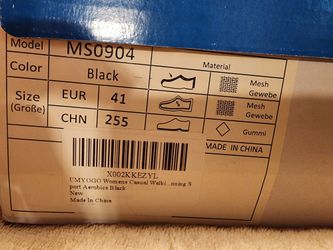 Model MS0904
Color Black Material
Mesh
Gewebe
Size EUR 41
(Größe)
Mesh
Gewebe
CHN 255 Gummi
MADE IN CHINA
X002KKEZYL
UMYOGO Womens Casual Walki...nning S
port Aerobics Black
New
Made In China